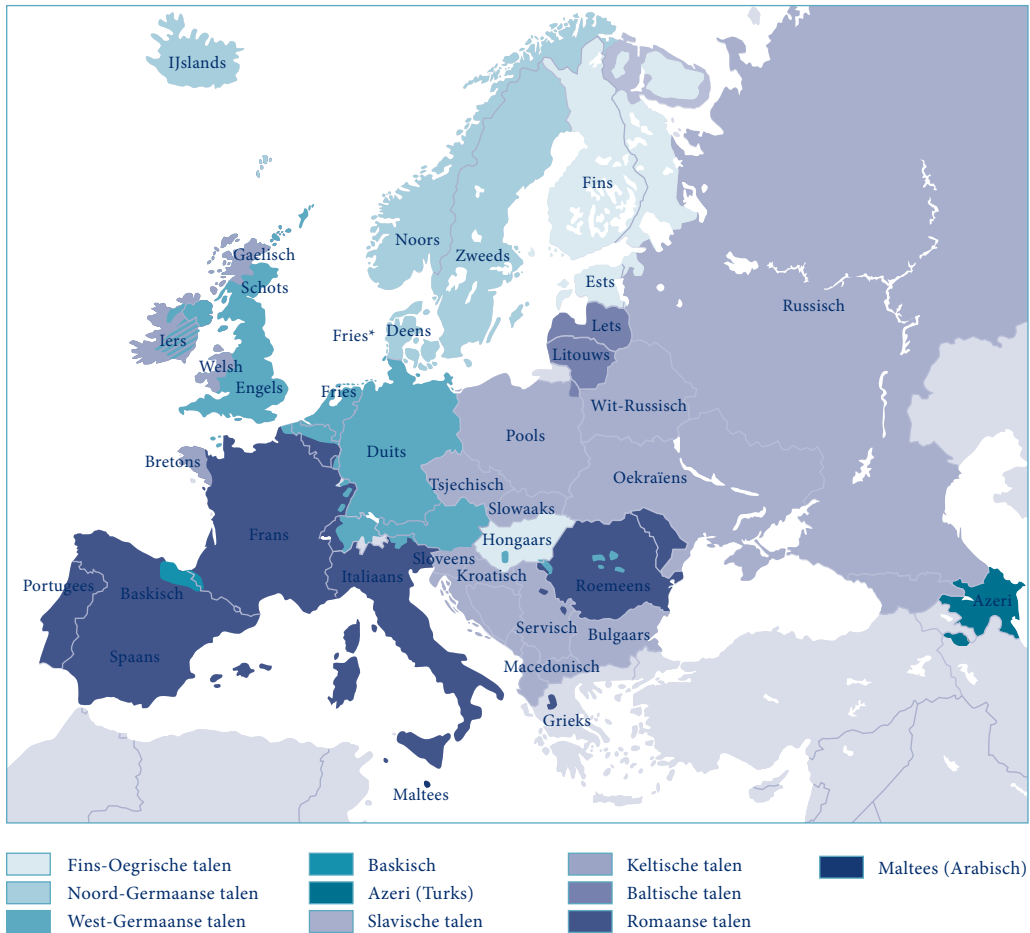 IJslands
Fins
Gaelisch
Noors
Zweeds
Schots
Ests
Russisch
Iers
Fries*
Deens
Lets
Litouws
Welsh
Engels
Fries
Wit-Russisch
Pools
Bretons
Duits
Tsjechisch
Oekraïens
Slowaaks
Frans
Hongaars
Sloveens
Portugees
Baskisch
Italiaans
Kroatisch
Roemeens
Azeri
Servisch
Bulgaars
Spaans
Macedonisch
Grieks
Maltees
Fins-Oegrische talen
Noord-Germaanse talen
West-Germaanse talen
Baskisch
Azeri (Turks)
Slavische talen
Keltische talen
Baltische talen
Romaanse talen
Maltees (Arabisch)